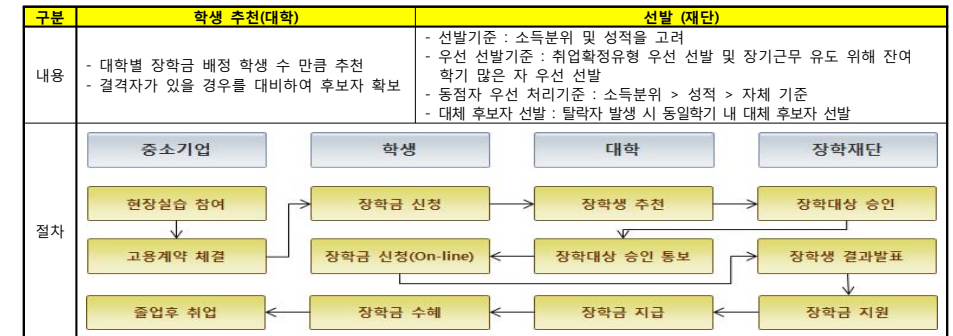 구분
학생 추천(대학)
선발 (재단)
내용
- 대학별 장학금 배정 학생 수 만큼 추천
- 결격자가 있을 경우를 대비하여 후보자 확보
- 선발기준 : 소득분위 및 성적을 고려
- 우선 선발기준 : 취업확정유형 우선 선발 및 장기근무 유도 위해 잔여
학기 많은 자 우선 선발
- 동점자 우선 처리기준 : 소득분위 > 성적 > 자체 기준
- 대체 후보자 선발 : 탈락자 발생 시 동일학기 내 대체 후보자 선발
절차
중소기업
학생
대학
장학재단
현장실습 참여
장학금 신청
장학생 추천
장학대상 승인
고용계약 체결
장학금 신청(On-line)
장학대상 승인 통보
장학생 결과발표
졸업후 취업
장학금 수혜
장학금 지급
장학금 지원